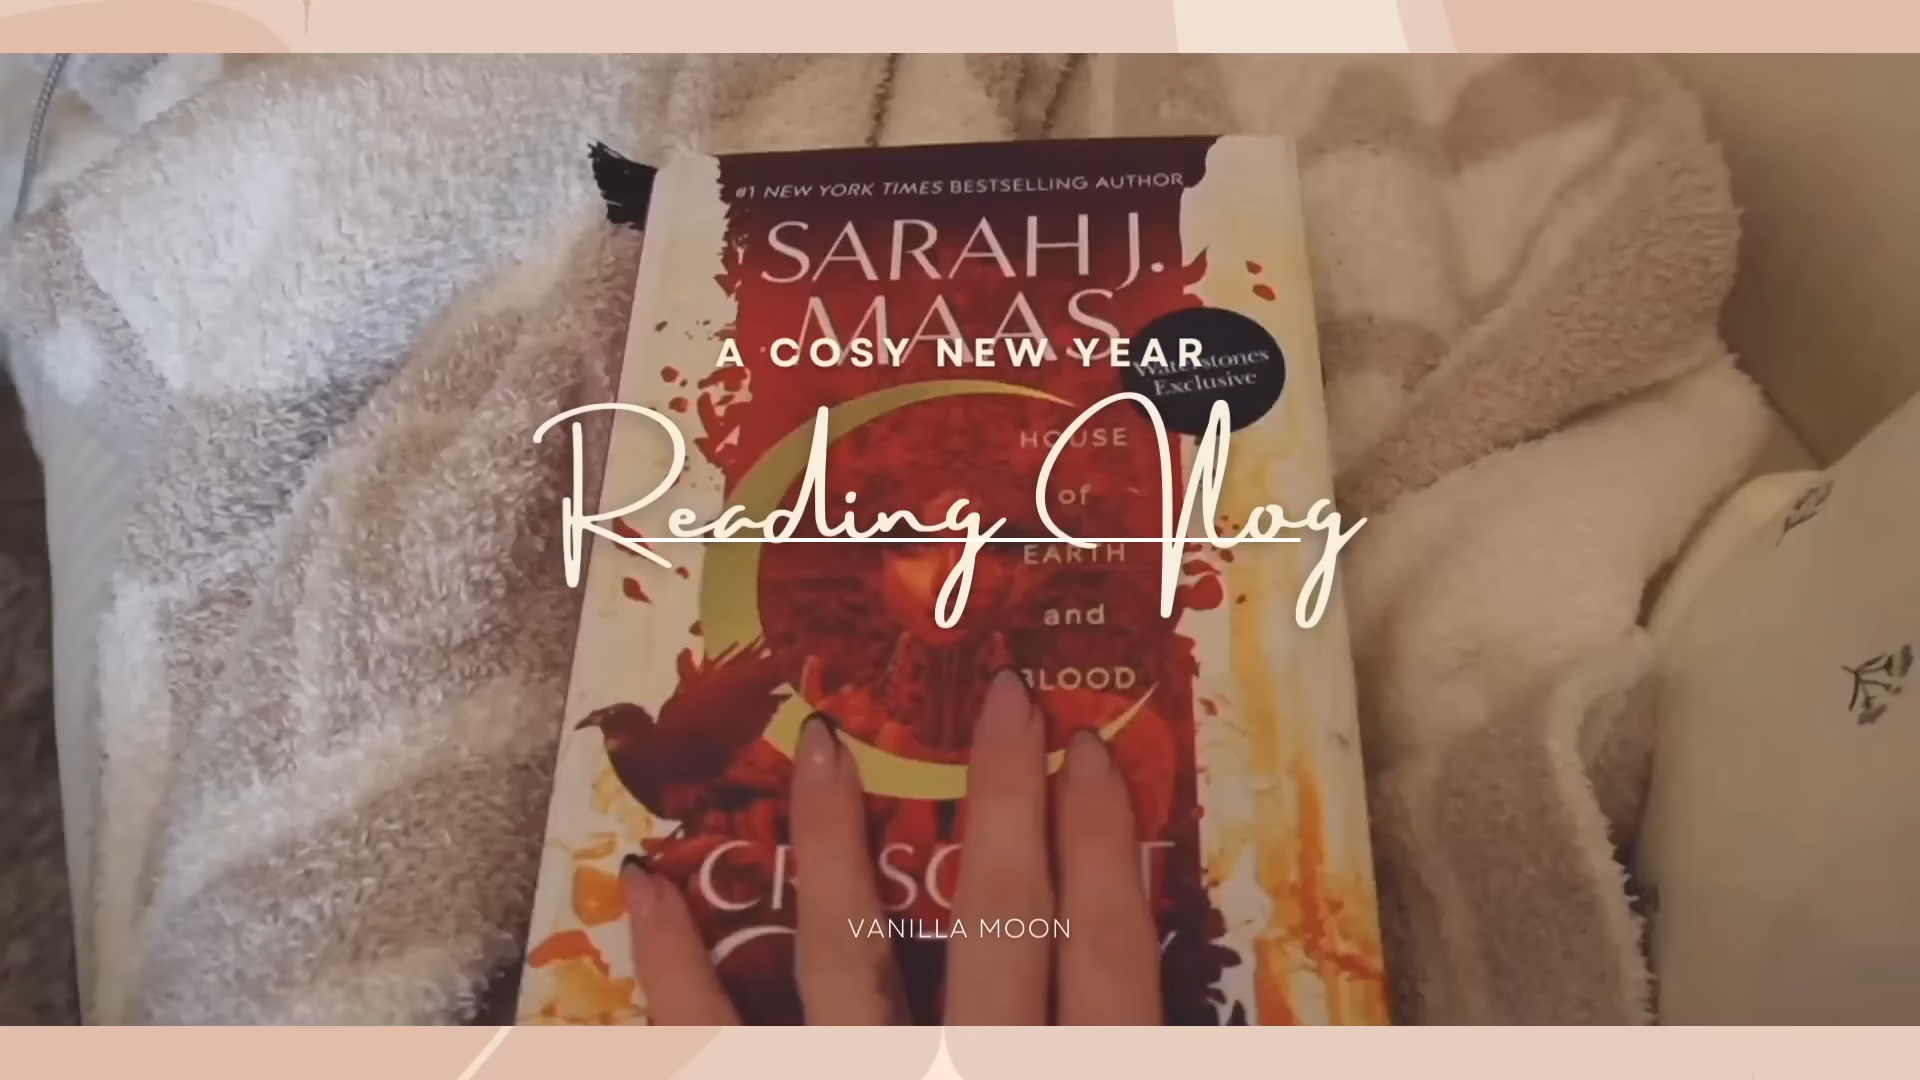 #1 NEW YORK TIMES BESTSELLING AUTHOR
SARAH J.
MAAS
A COSY NEW YEAR
Waterstones
Exclusive
Reading Vlog
HOUSE
of
EARTH
and
BLOOD
VANILLA MOON